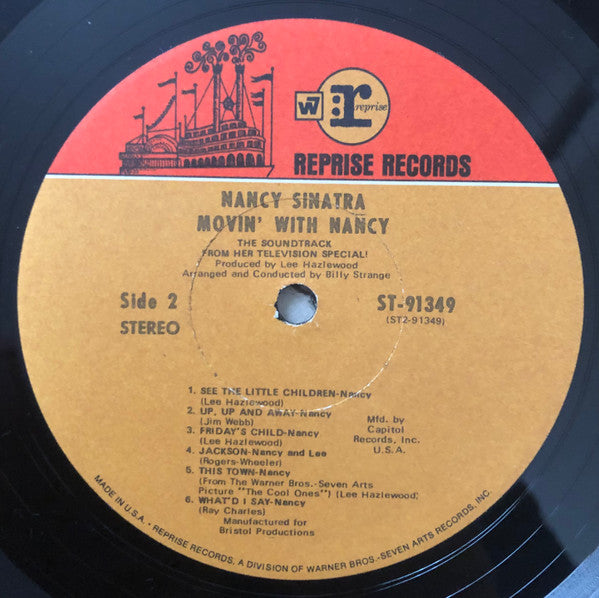 W7
r
reprise
REPRISE RECORDS
NANCY SINATRA
MOVIN' WITH NANCY
THE SOUNDTRACK
FROM HER TELEVISION SPECIAL!
Produced by Lee Hazlewood
Arranged and Conducted by Billy Strange
Side 2
STEREO
ST-91349
(ST2-91349)
1. SEE THE LITTLE CHILDREN-Nancy
(Lee Hazlewood)
2. UP, UP AND AWAY-Nancy
(Jim Webb)
3. FRIDAY'S CHILD-Nancy
(Lee Hazlewood)
4. JACKSON-Nancy and Lee
(Rogers-Wheeler)
5. THIS TOWN-Nancy
(From The Warner Bros.-Seven Arts
Picture "The Cool Ones") (Lee Hazlewood)
6. WHAT'D I SAY-Nancy
(Ray Charles)
Manufactured for
Bristol Productions
Mfd. by
Capitol
Records, Inc.
U.S.A.
MADE IN U.S.A. • REPRISE RECORDS, A DIVISION OF WARNER BROS.-SEVEN ARTS RECORDS, INC.